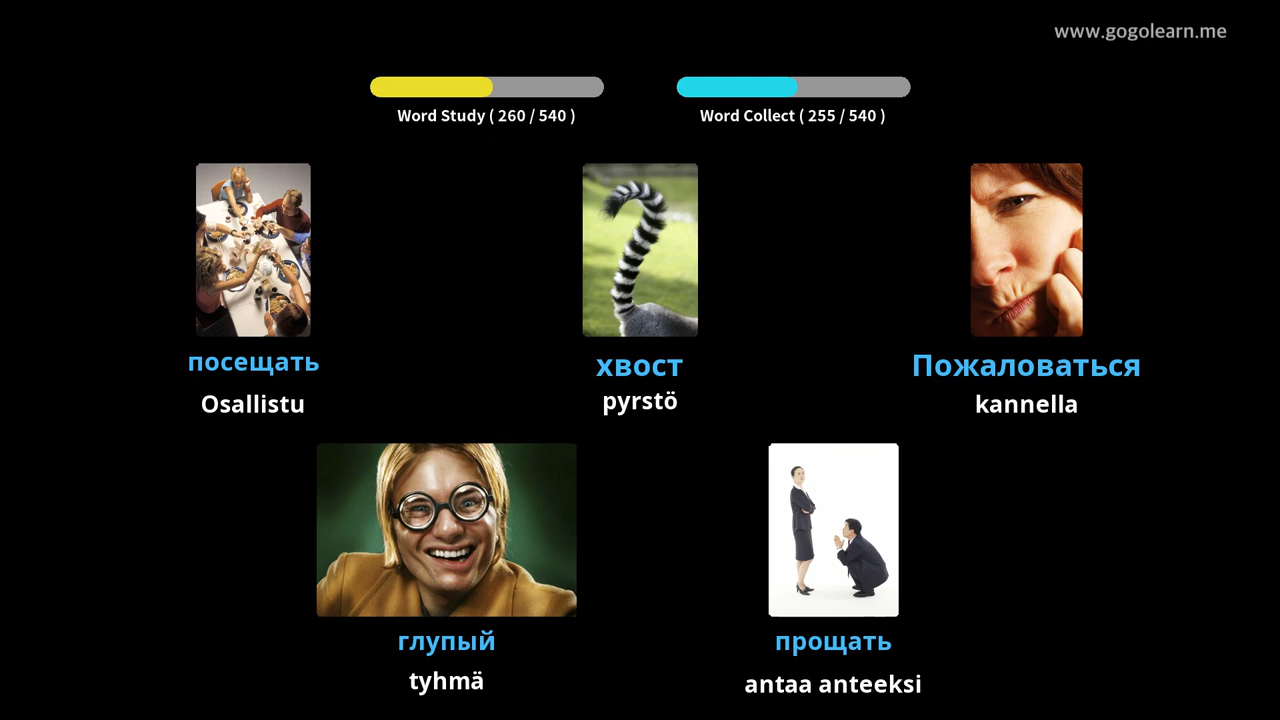 www.gogolearn.me
Word Study ( 260 / 540 )
Word Collect ( 255 / 540 )
посещать
хвост
Пожаловаться
Osallistu
pyrstö
kannella
глупый
прощать
tyhmä
antaa anteeksi